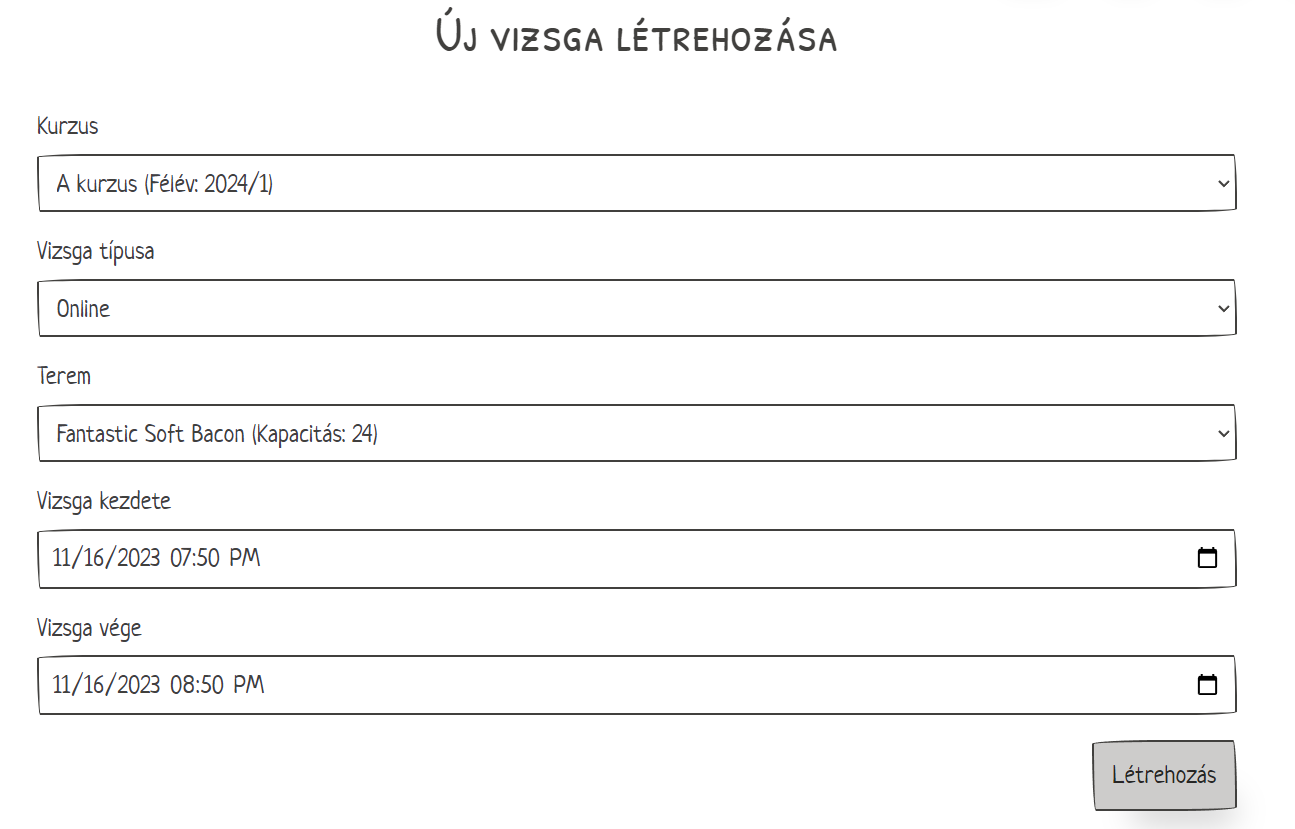 Új vizsga létrehozása
Kurzus
A kurzus (Félév: 2024/1)
Vizsga típusa
Online
Terem
Fantastic Soft Bacon (Kapacitás: 24)
Vizsga kezdete
11/16/2023 07:50 PM
Vizsga vége
11/16/2023 08:50 PM
Létrehozás